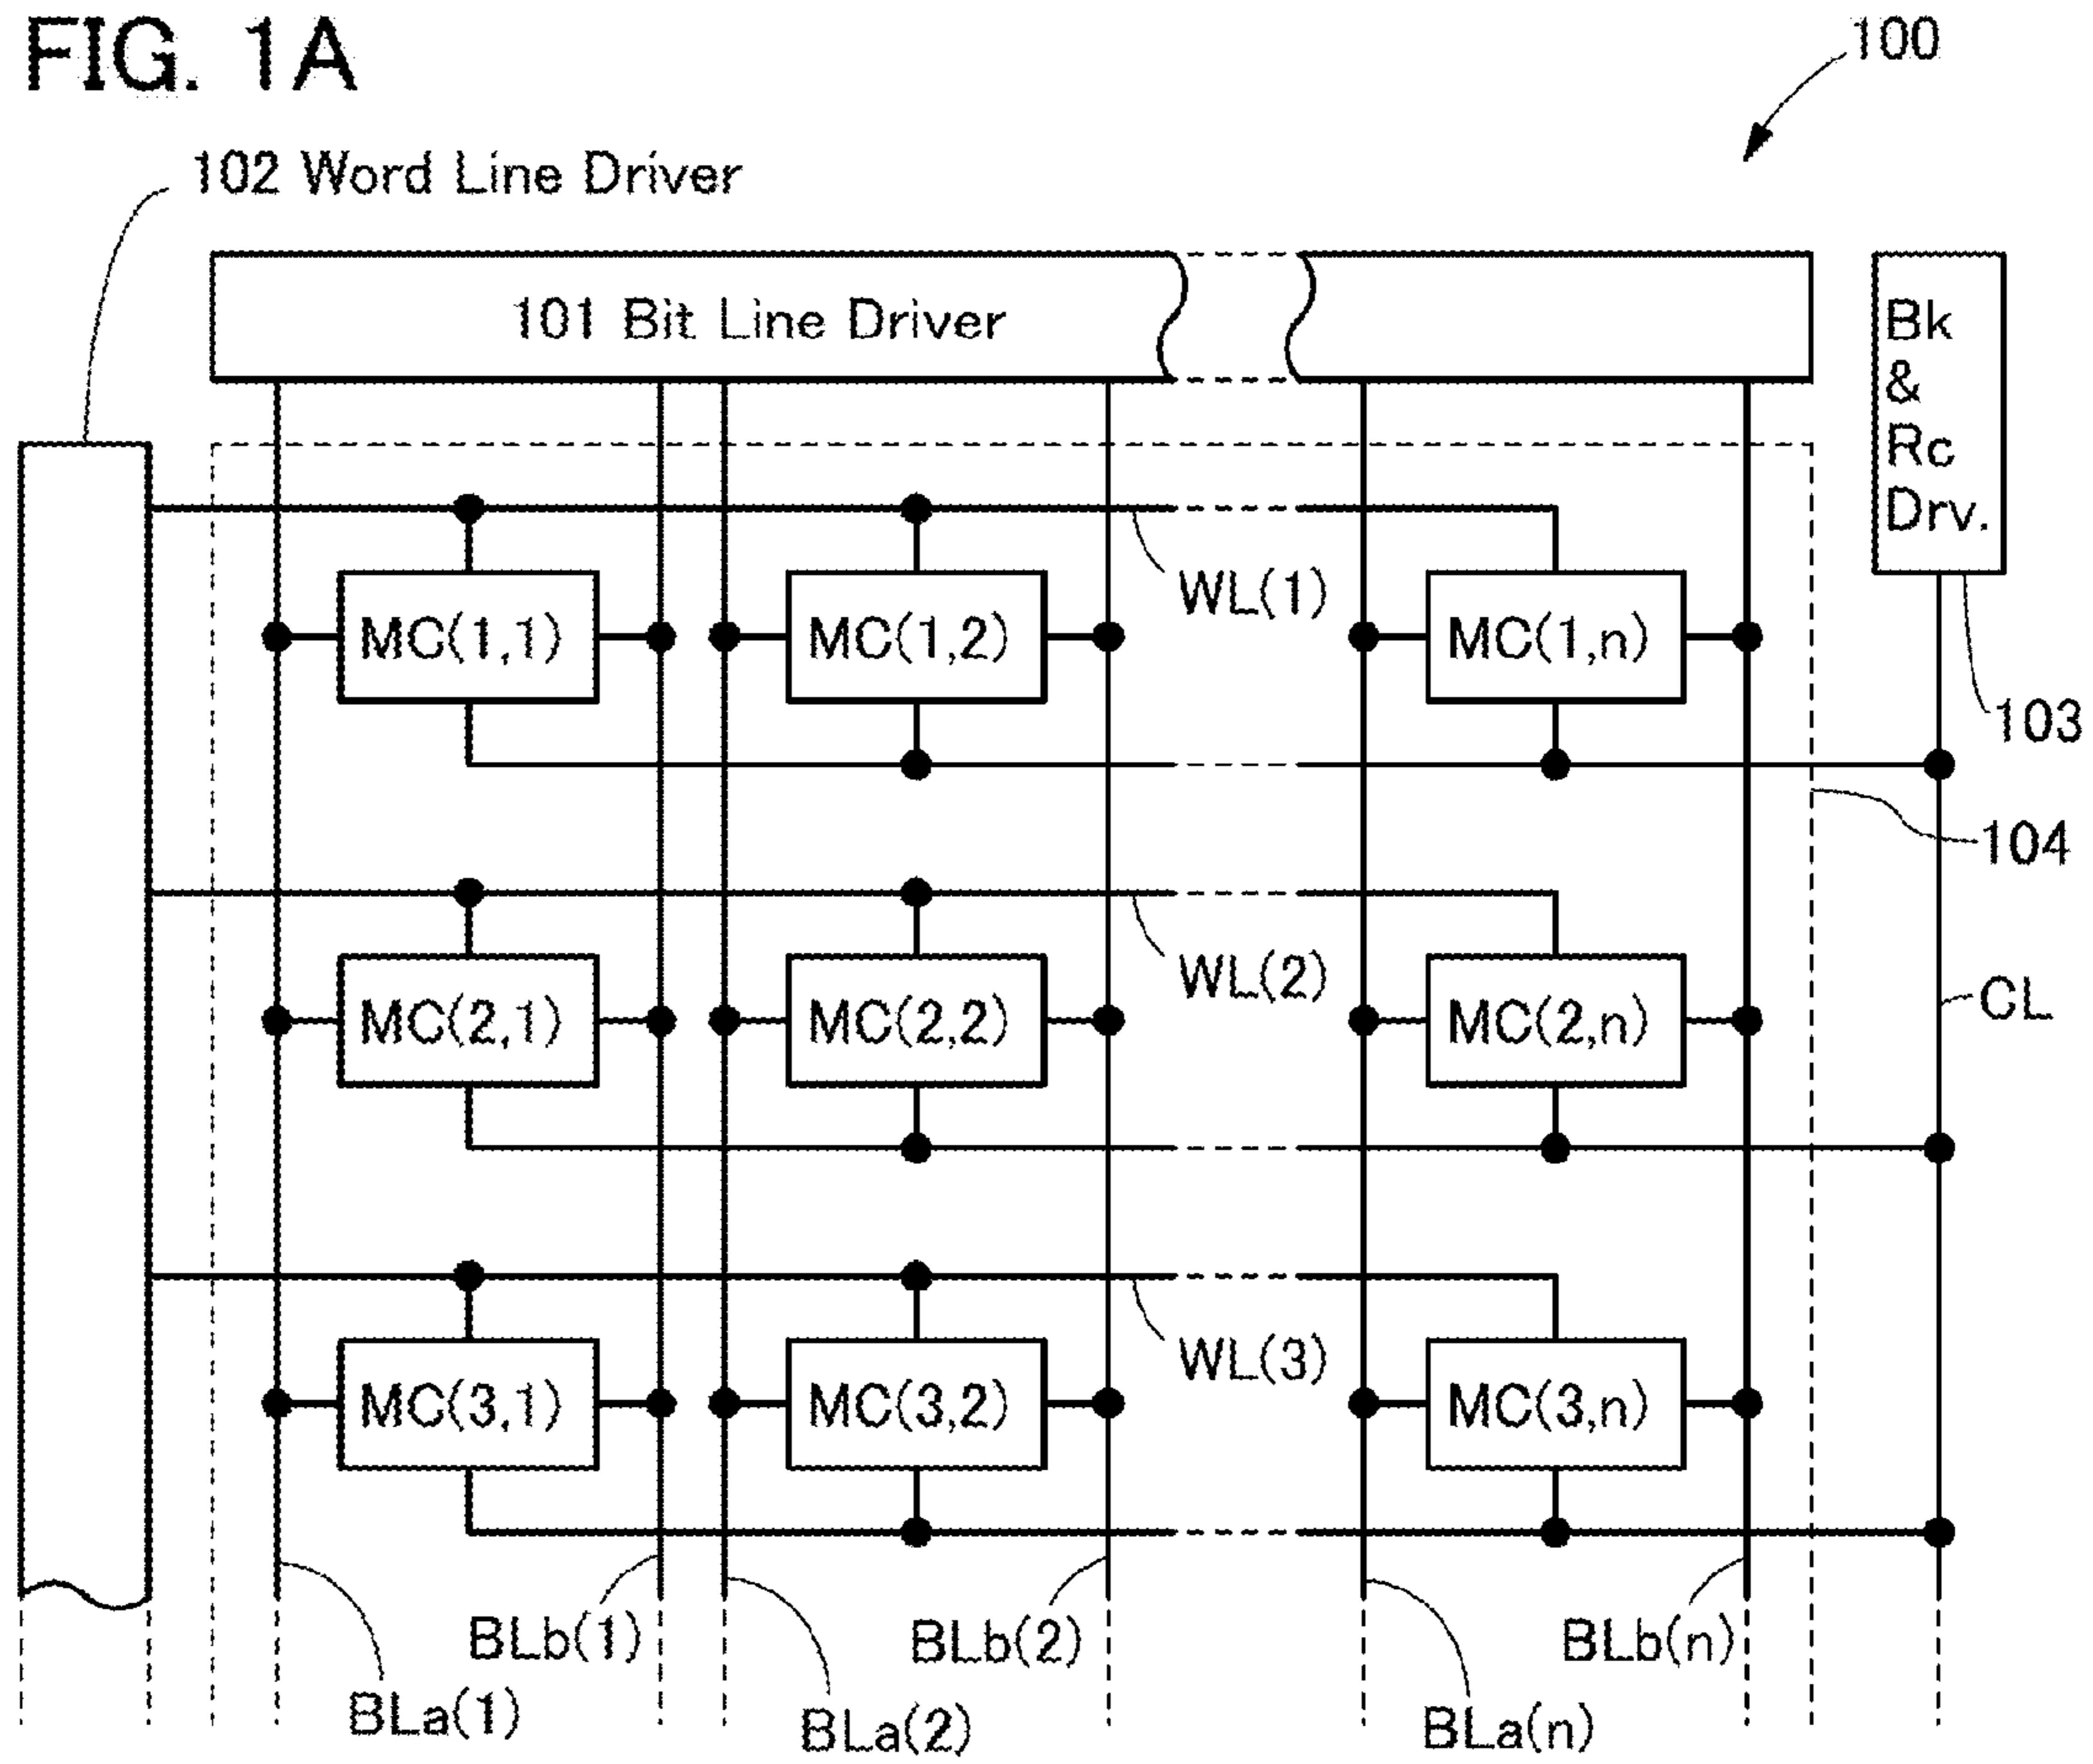 FIG. 1A
100
102 Word Line Driver
101 Bit Line Driver
Bk
&
Rc
Drv.
WL(1)
MC(1,1)
MC(1,2)
MC(1,n)
103
104
WL(2)
CL
MC(2,1)
MC(2,2)
MC(2,n)
WL(3)
MC(3,1)
MC(3,2)
MC(3,n)
BLb(1)
BLb(2)
BLb(n)
BLa(1)
BLa(2)
BLa(n)